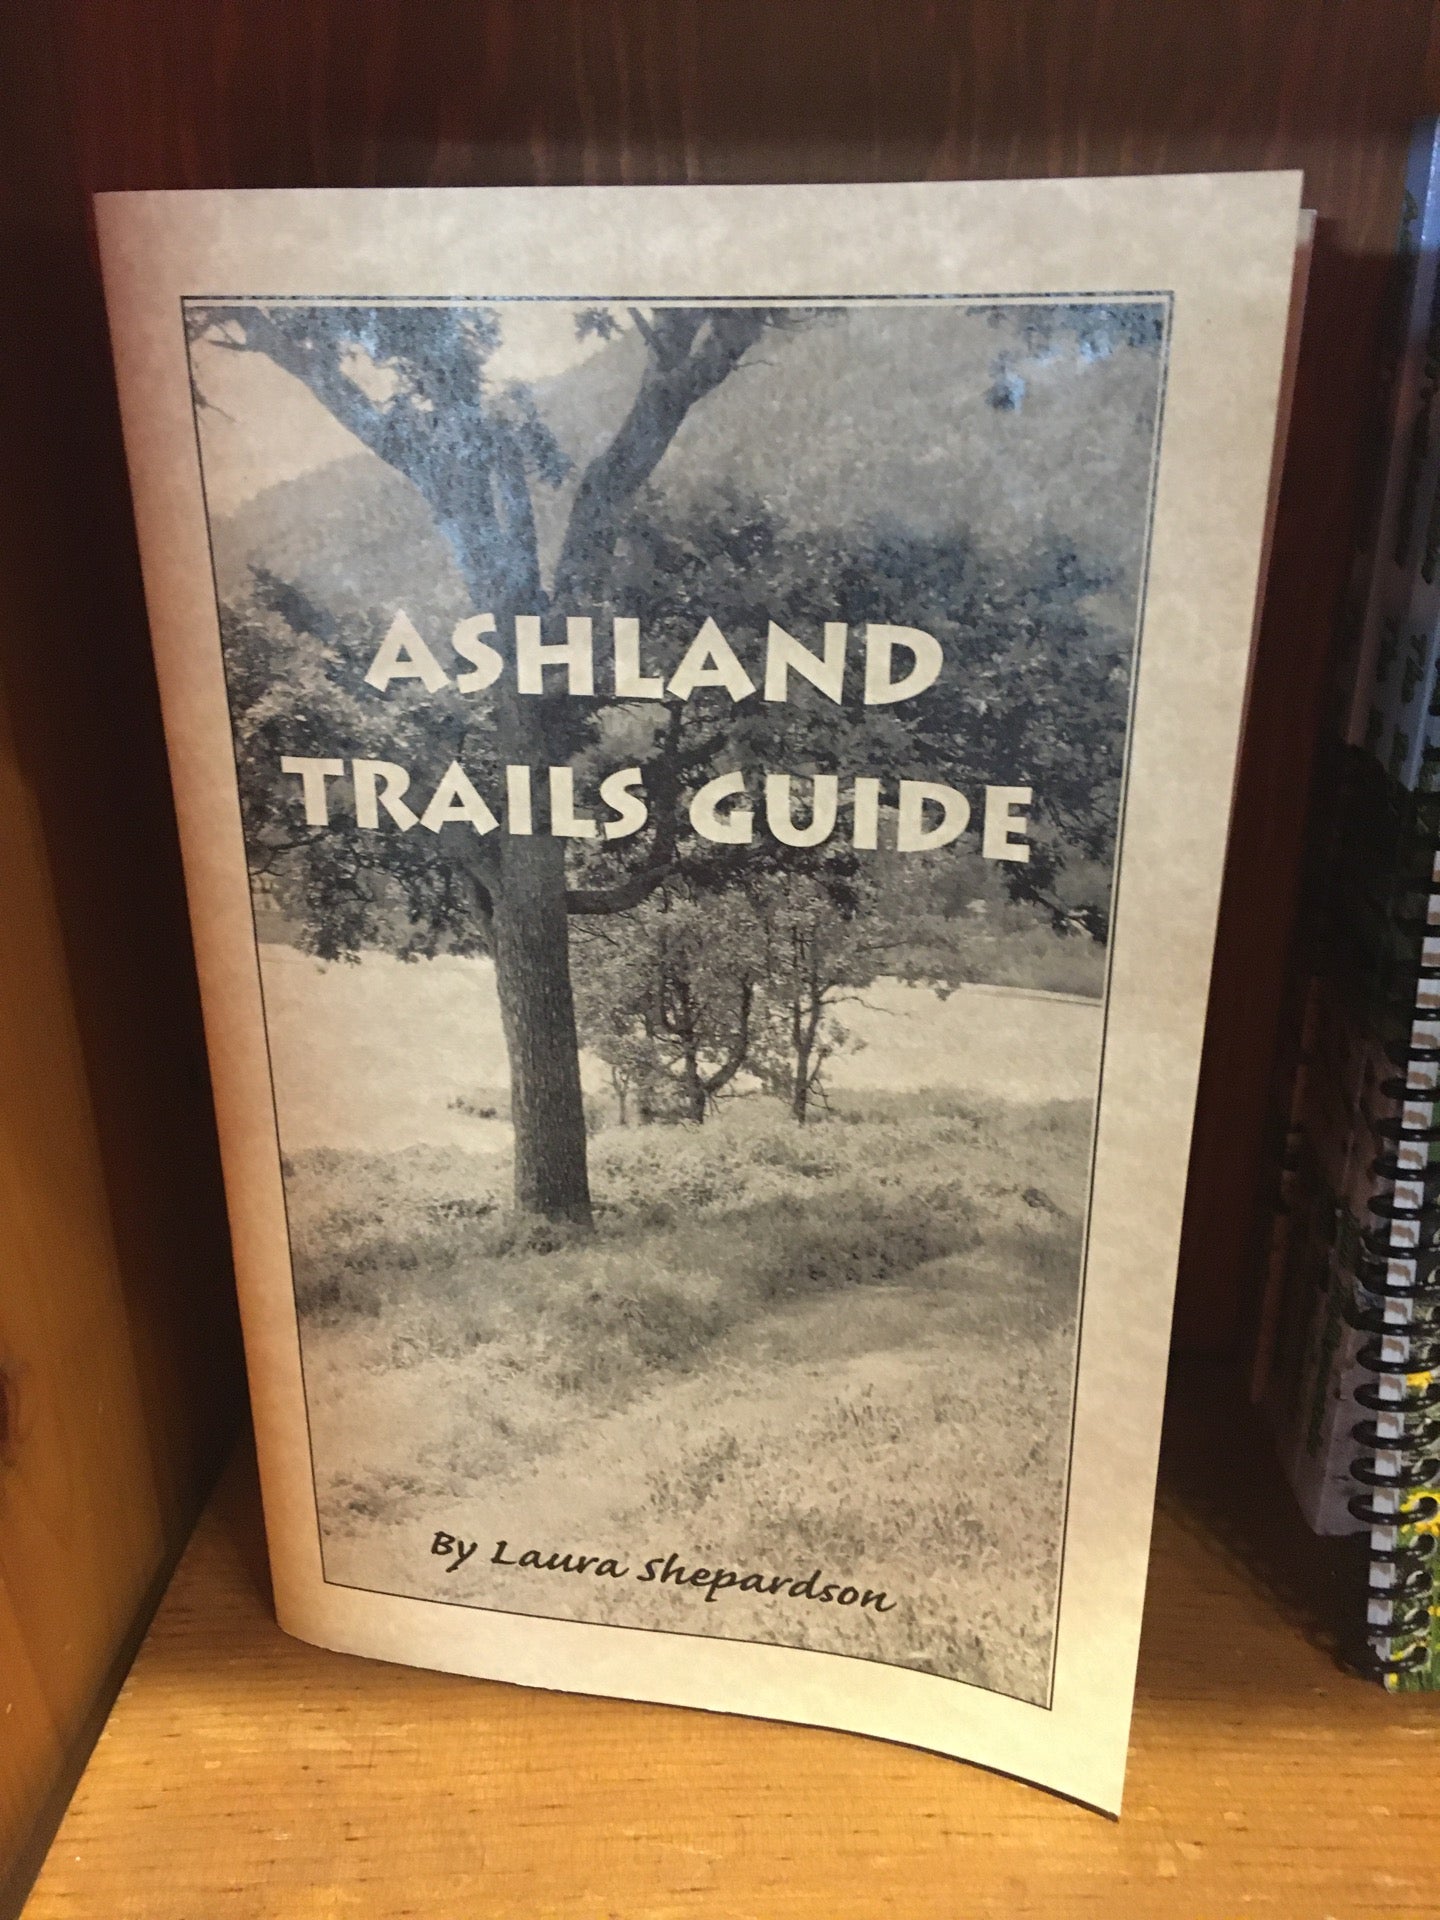 ASHLAND
TRAILS GUIDE
By Laura Shepardson